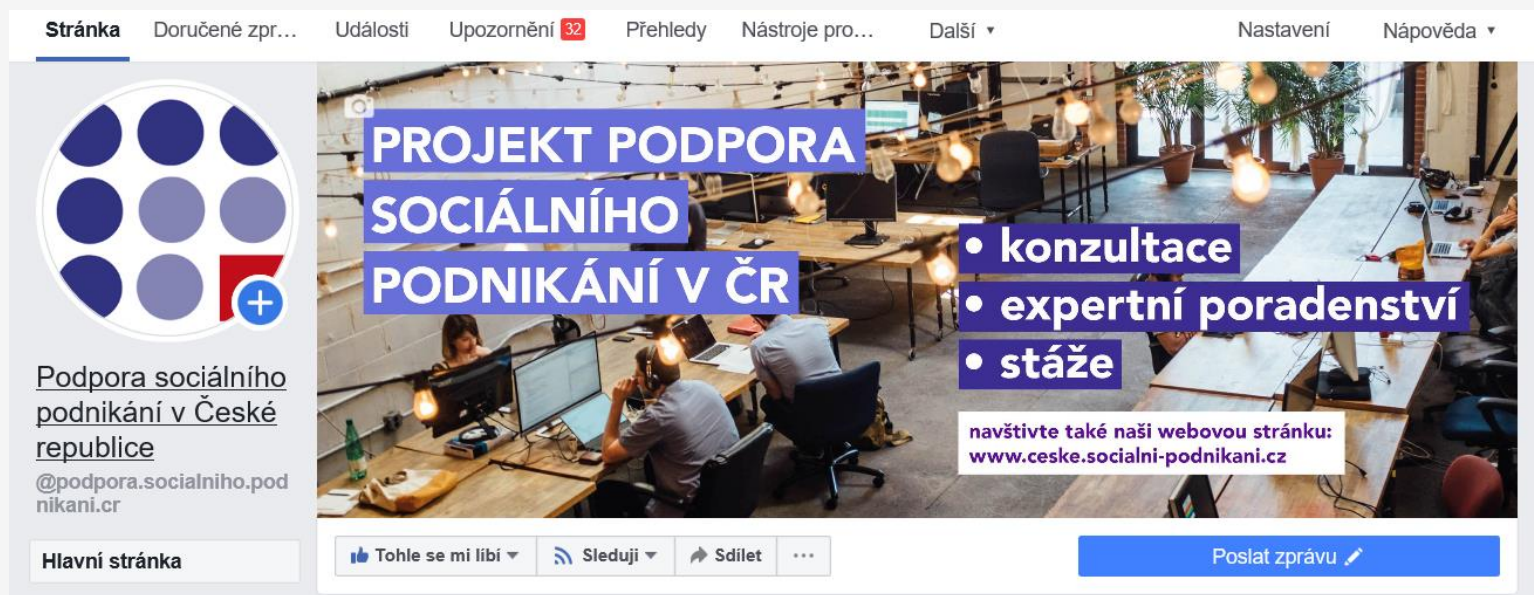 Stránka Doručené zpr... Události Upozornění 32 Přehledy Nástroje pro... Další Nastavení Nápověda
PROJEKT PODPORA
SOCIÁLNÍHO
PODNIKÁNÍ V ČR
• konzultace
• expertní poradenství
• stáže
navštivte také naši webovou stránku:
www.ceske.socialni-podnikani.cz
Podpora sociálního
podnikání v České
republice
@podpora.socialniho.pod
nikani.cr
Hlavní stránka
Tohle se mi líbí Sleduji Sdílet ... Poslat zprávu